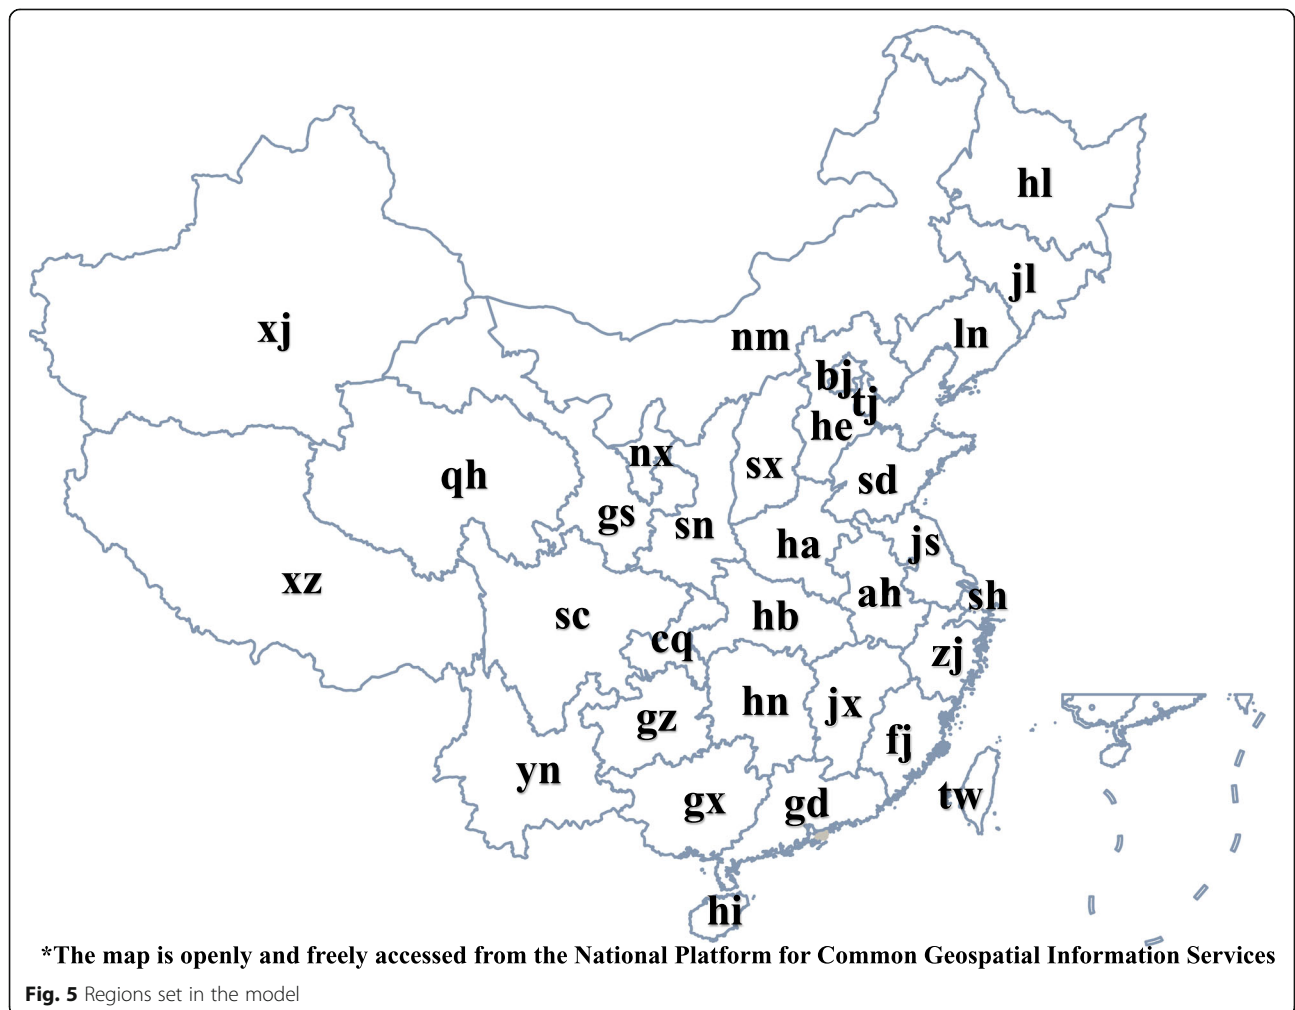 hl
jl
xj
nm
ln
bj
tj
he
nx
sx
qh
sd
gs
sn
ha
js
xz
ah
sh
sc
hb
cq
zj
hn
jx
gz
fj
yn
tw
gx
gd
hi
*The map is openly and freely accessed from the National Platform for Common Geospatial Information Services
Fig. 5 Regions set in the model